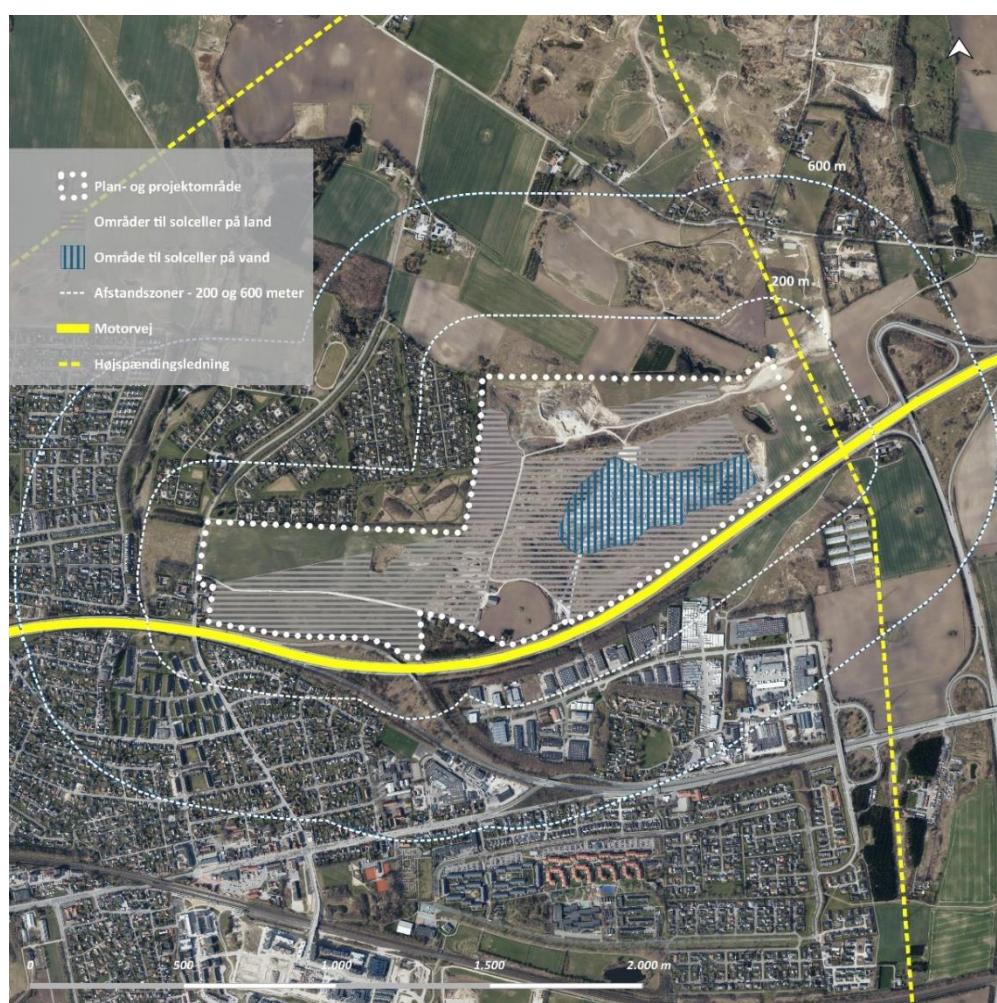 600 m
Plan- og projektområde
Områder til solceller på land
Område til solceller på vand
200 m
Afstandszoner - 200 og 600 meter
Motorvej
Højspændingsledning
0 500 1.000 1.500 2.000 m